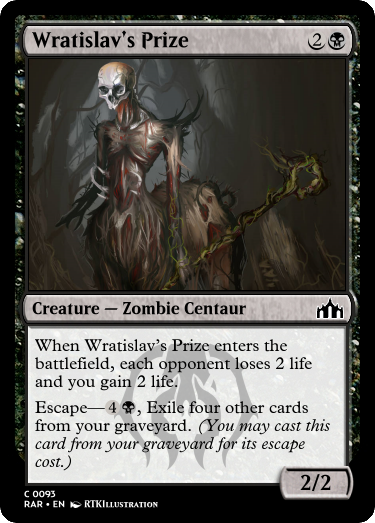 Wratislav's Prize 2
Creature — Zombie Centaur
When Wratislav's Prize enters the
battlefield, each opponent loses 2 life
and you gain 2 life.
Escape—4, Exile four other cards
from your graveyard. (You may cast this
card from your graveyard for its escape
cost.)
2/2
C 0093
RAR • EN RTKIllustration